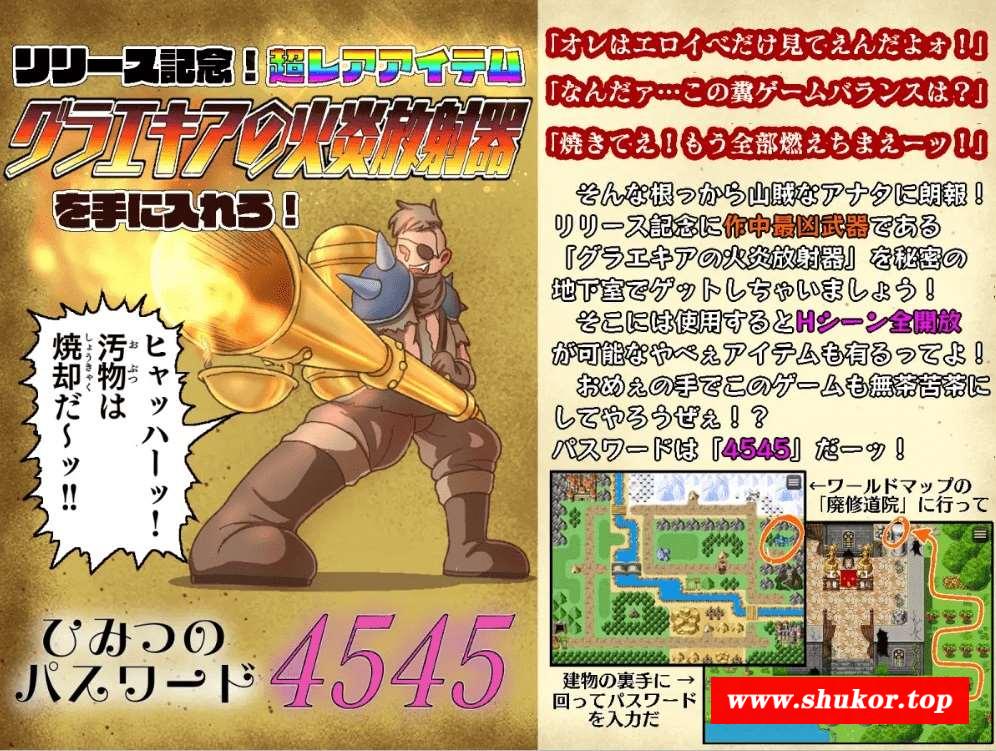 リリース記念！超レアアイテム
グラエキアの火炎放射器
を手に入れろ！
ヒャッハーッ！
汚物は
おぶつ
焼却だ～ッ!!
しょうきゃく
ひみつの
パスワード
4545
「オレはエロイベだけ見てえんだよォ！」
「なんだァ…この糞ゲームバランスは？」
「焼きてえ！もう全部燃えちまえーッ！」
そんな根っから山賊なアナタに朗報！
リリース記念に作中最凶武器である
「グラエキアの火炎放射器」を秘密の
地下室でゲットしちゃいましょう！
そこには使用するとHシーン全開放
が可能なやべぇアイテムも有るってよ！
おめぇの手でこのゲームも無茶苦茶に
してやろうぜぇ！？
パスワードは「4545」だーッ！
←ワールドマップの
「廃修道院」に行って
建物の裏手に→
回ってパスワード
を入力だ
www.shukor.top